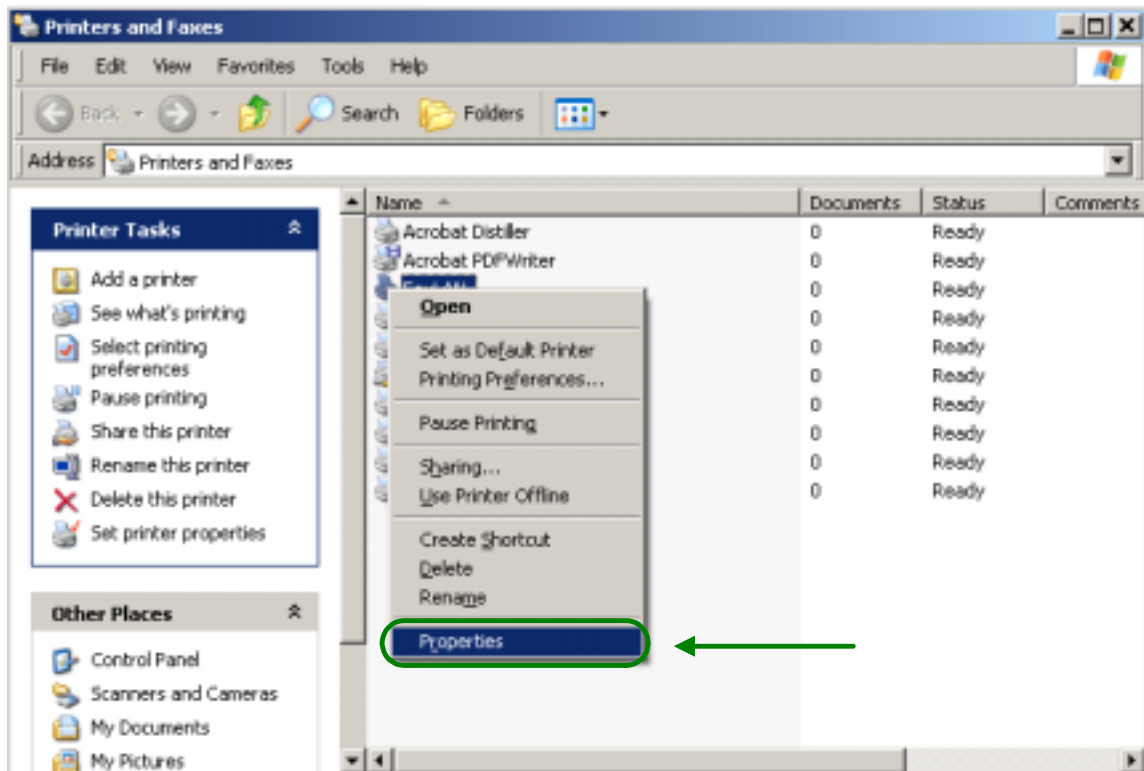 Printers and Faxes
File Edit View Favorites Tools Help
Back Search Folders
Address Printers and Faxes
Printer Tasks
Add a printer
See what's printing
Select printing
preferences
Pause printing
Share this printer
Rename this printer
Delete this printer
Set printer properties
Other Places
Control Panel
Scanners and Cameras
My Documents
My Pictures
Name Documents Status Comments
Acrobat Distiller 0 Ready
Acrobat PDFWriter 0 Ready
0 Ready
0 Ready
0 Ready
0 Ready
0 Ready
0 Ready
0 Ready
0 Ready
Open
Set as Default Printer
Printing Preferences...
Pause Printing
Sharing...
Use Printer Offline
Create Shortcut
Delete
Rename
Properties